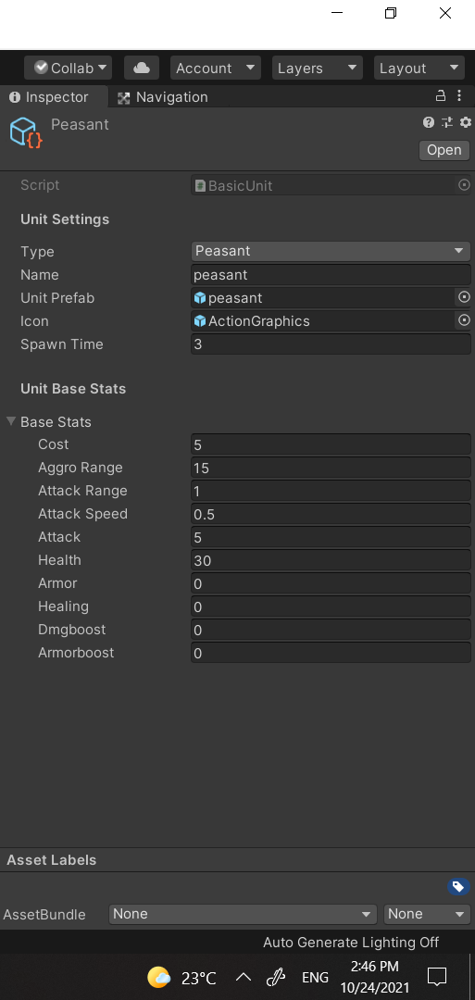 Collab Account Layers Layout
Inspector Navigation
Peasant
Open
Script BasicUnit
Unit Settings
Type Peasant
Name peasant
Unit Prefab peasant
Icon ActionGraphics
Spawn Time 3
Unit Base Stats
Base Stats
Cost 5
Aggro Range 15
Attack Range 1
Attack Speed 0.5
Attack 5
Health 30
Armor 0
Healing 0
Dmgboost 0
Armorboost 0
Asset Labels
AssetBundle None None
Auto Generate Lighting Off
23°C ENG 2:46 PM
10/24/2021